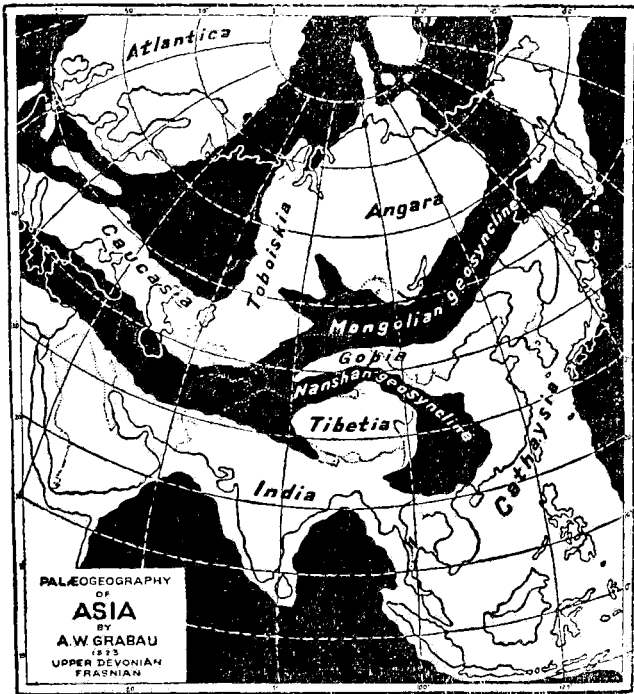 Atlantica
Angara
Caucasia
Toboiskia
Mongolian geosyncline
Gobia
Nanshan geosyncline
Tibetia
Cathaysia
India
PALÆOGEOGRAPHY
OF
ASIA
BY
A.W. GRABAU
1923
UPPER DEVONIAN
FRASNIAN